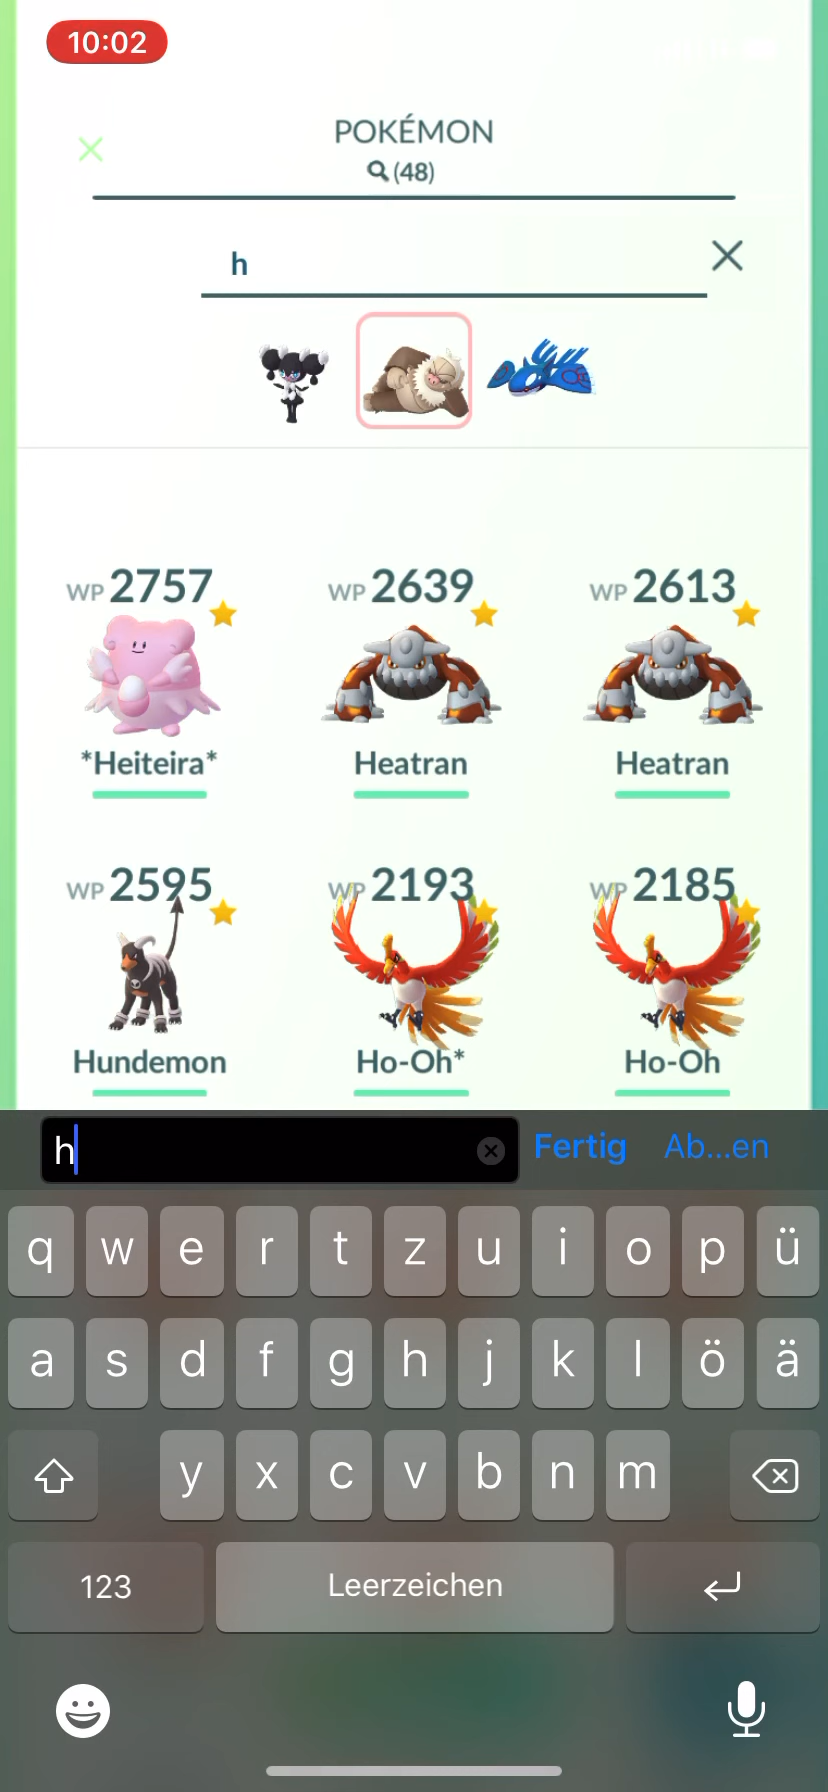 10:02
POKÉMON
(48)
h
WP 2757 WP 2639 WP 2613
*Heiteira* Heatran Heatran
WP 2595 WP 2193 WP 2185
Hundemon Ho-Oh* Ho-Oh
h Fertig Ab...en
q w e r t z u i o p ü
a s d f g h j k l ö ä
y x c v b n m
123 Leerzeichen